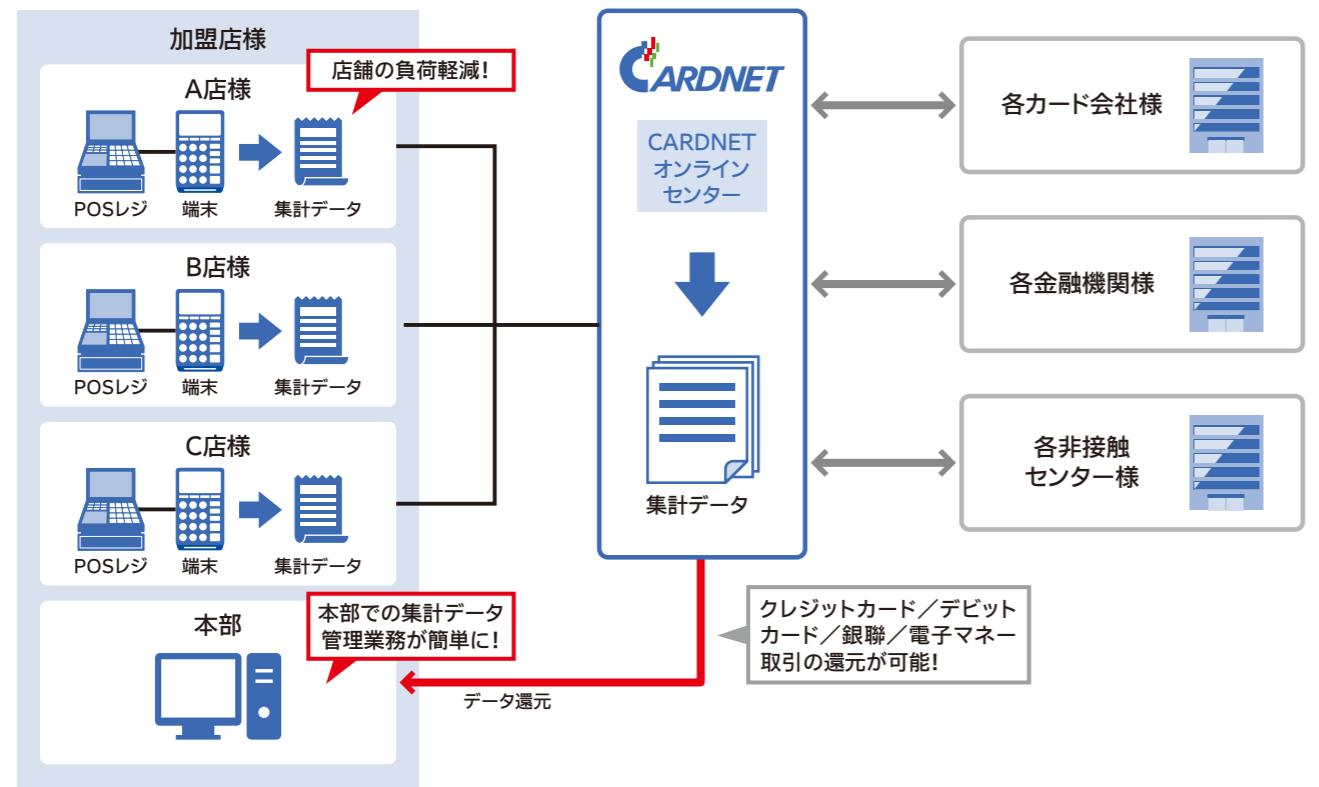 加盟店様
店舗の負荷軽減！
A店様
POSレジ
端末
集計データ
B店様
POSレジ
端末
集計データ
C店様
POSレジ
端末
集計データ
本部
本部での集計データ
管理業務が簡単に！
CARDNET
CARDNET
オンライン
センター
集計データ
データ還元
クレジットカード／デビット
カード／銀聯／電子マネー
取引の還元が可能！
各カード会社様
各金融機関様
各非接触
センター様